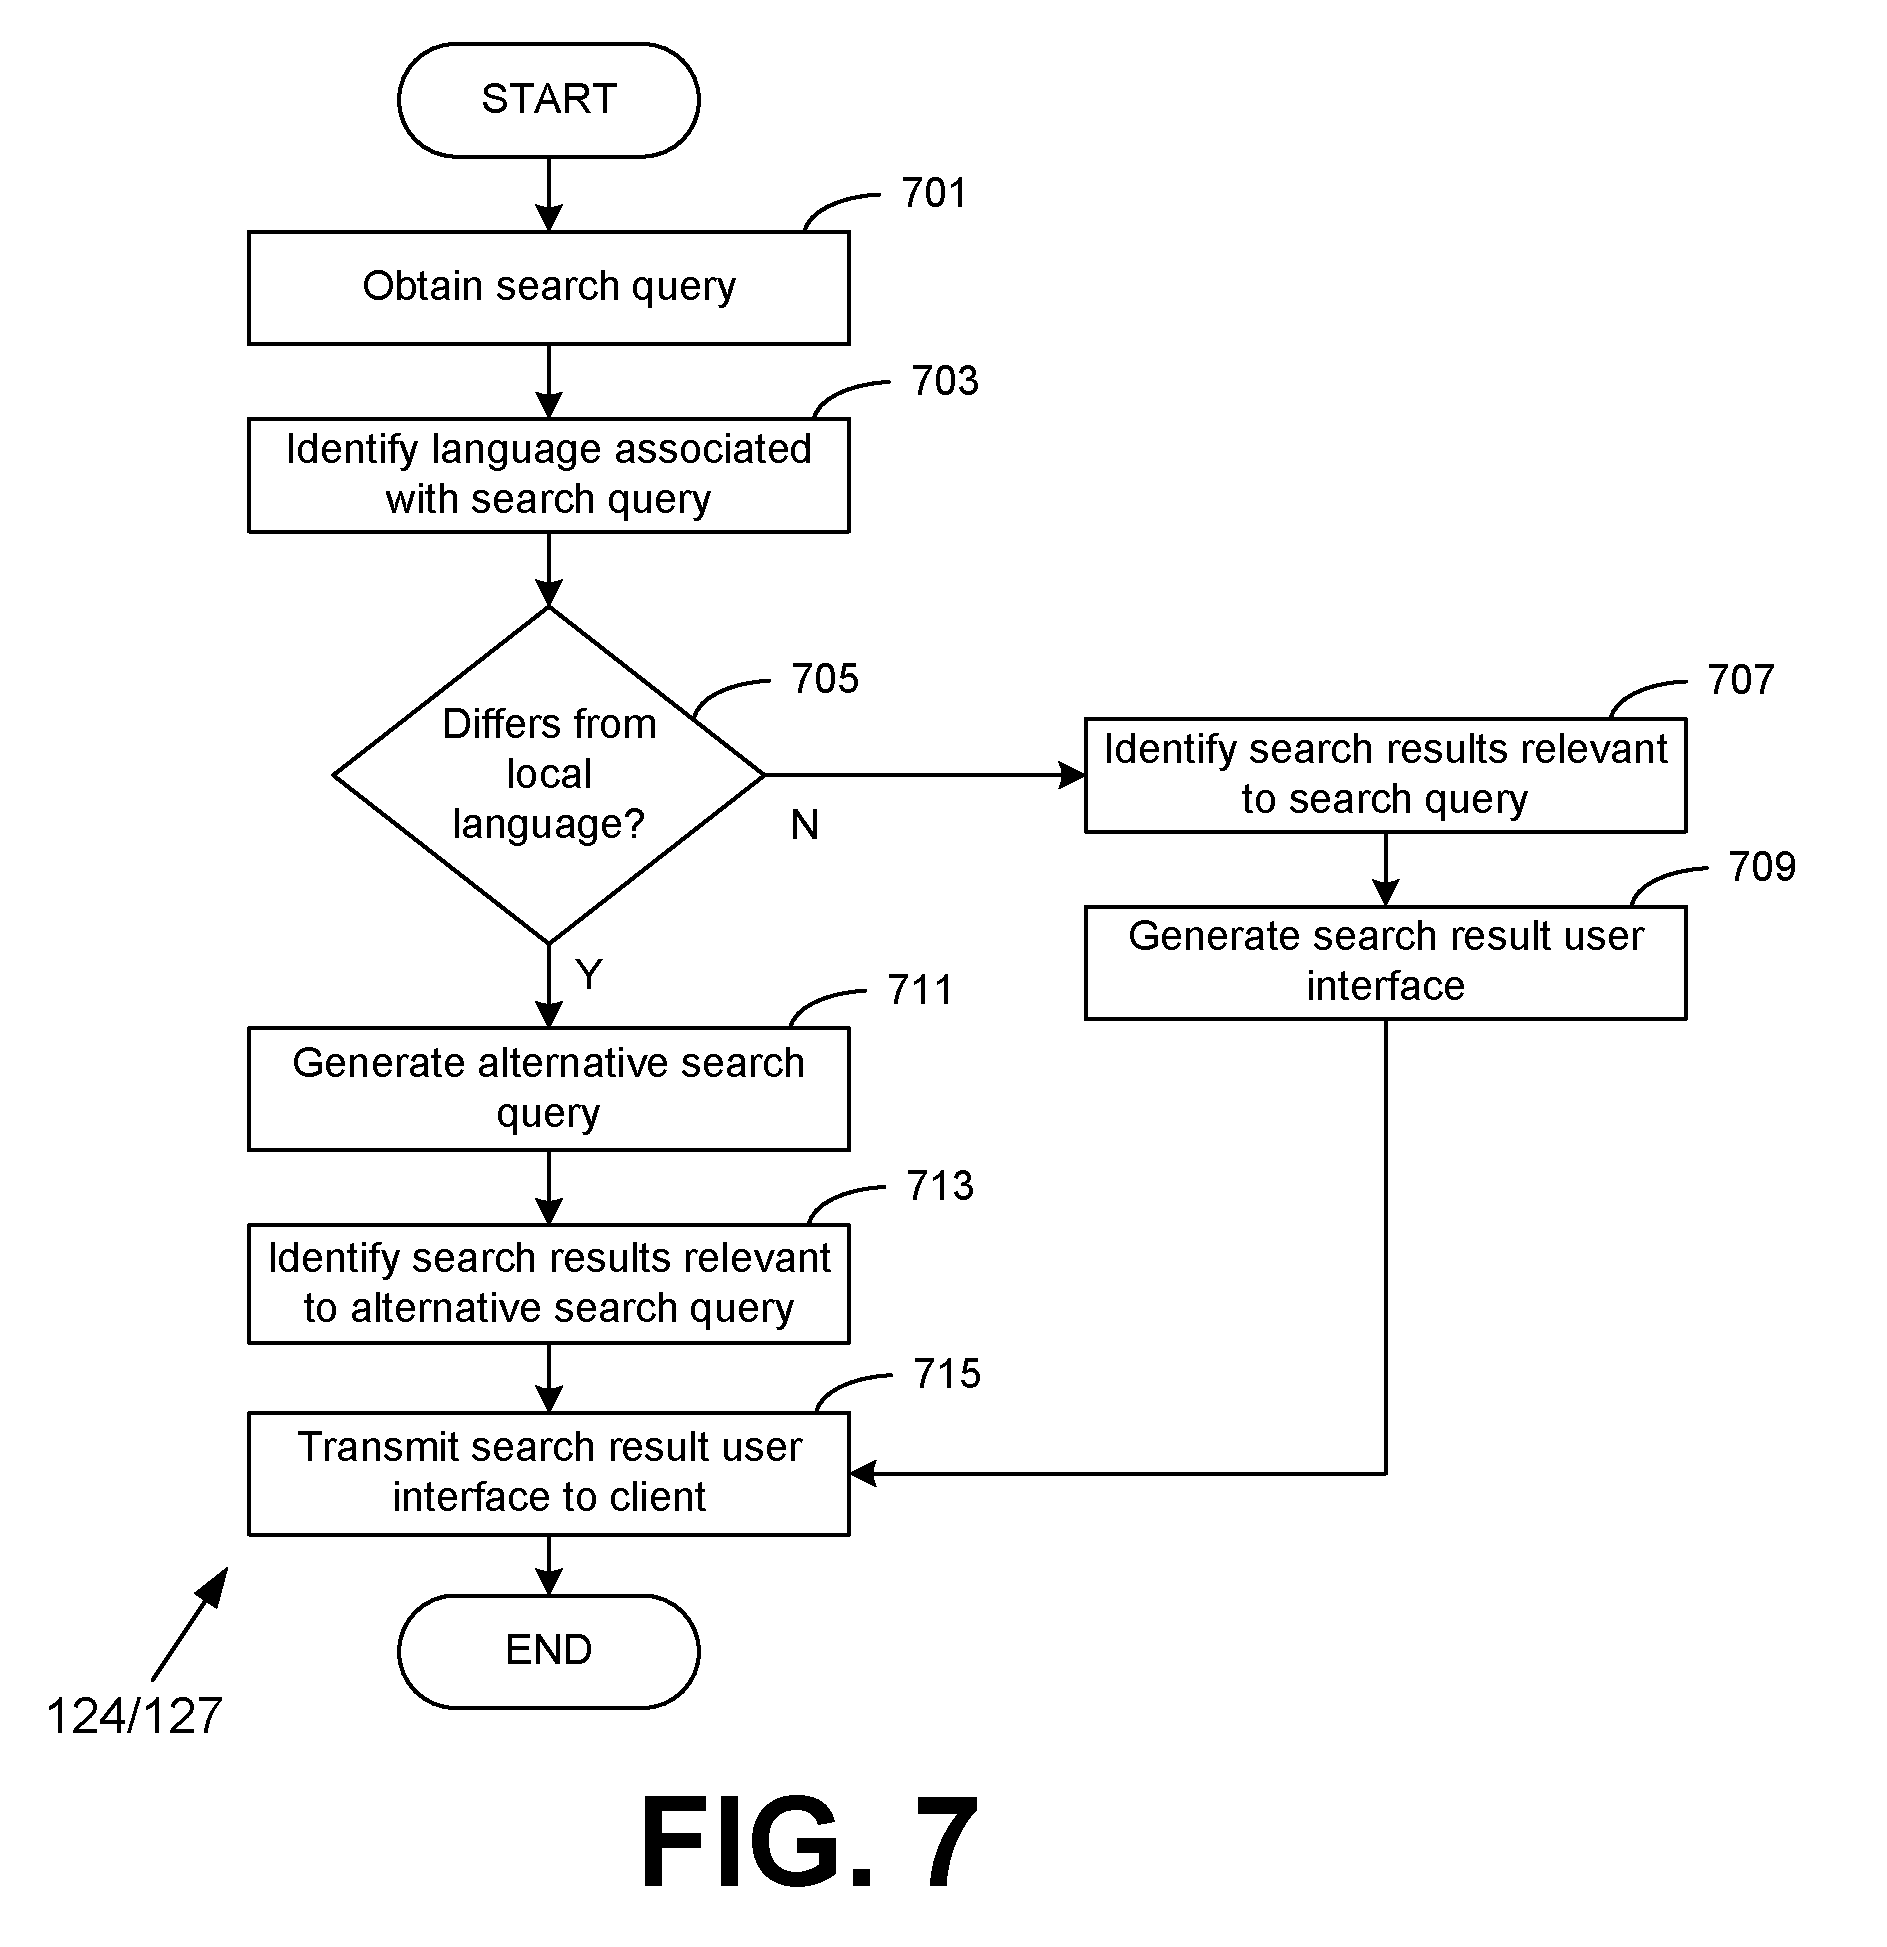 START
701
Obtain search query
703
Identify language associated
with search query
705
Differs from
local
language?
N
Y
707
Identify search results relevant
to search query
709
Generate search result user
interface
711
Generate alternative search
query
713
Identify search results relevant
to alternative search query
715
Transmit search result user
interface to client
END
124/127
FIG. 7